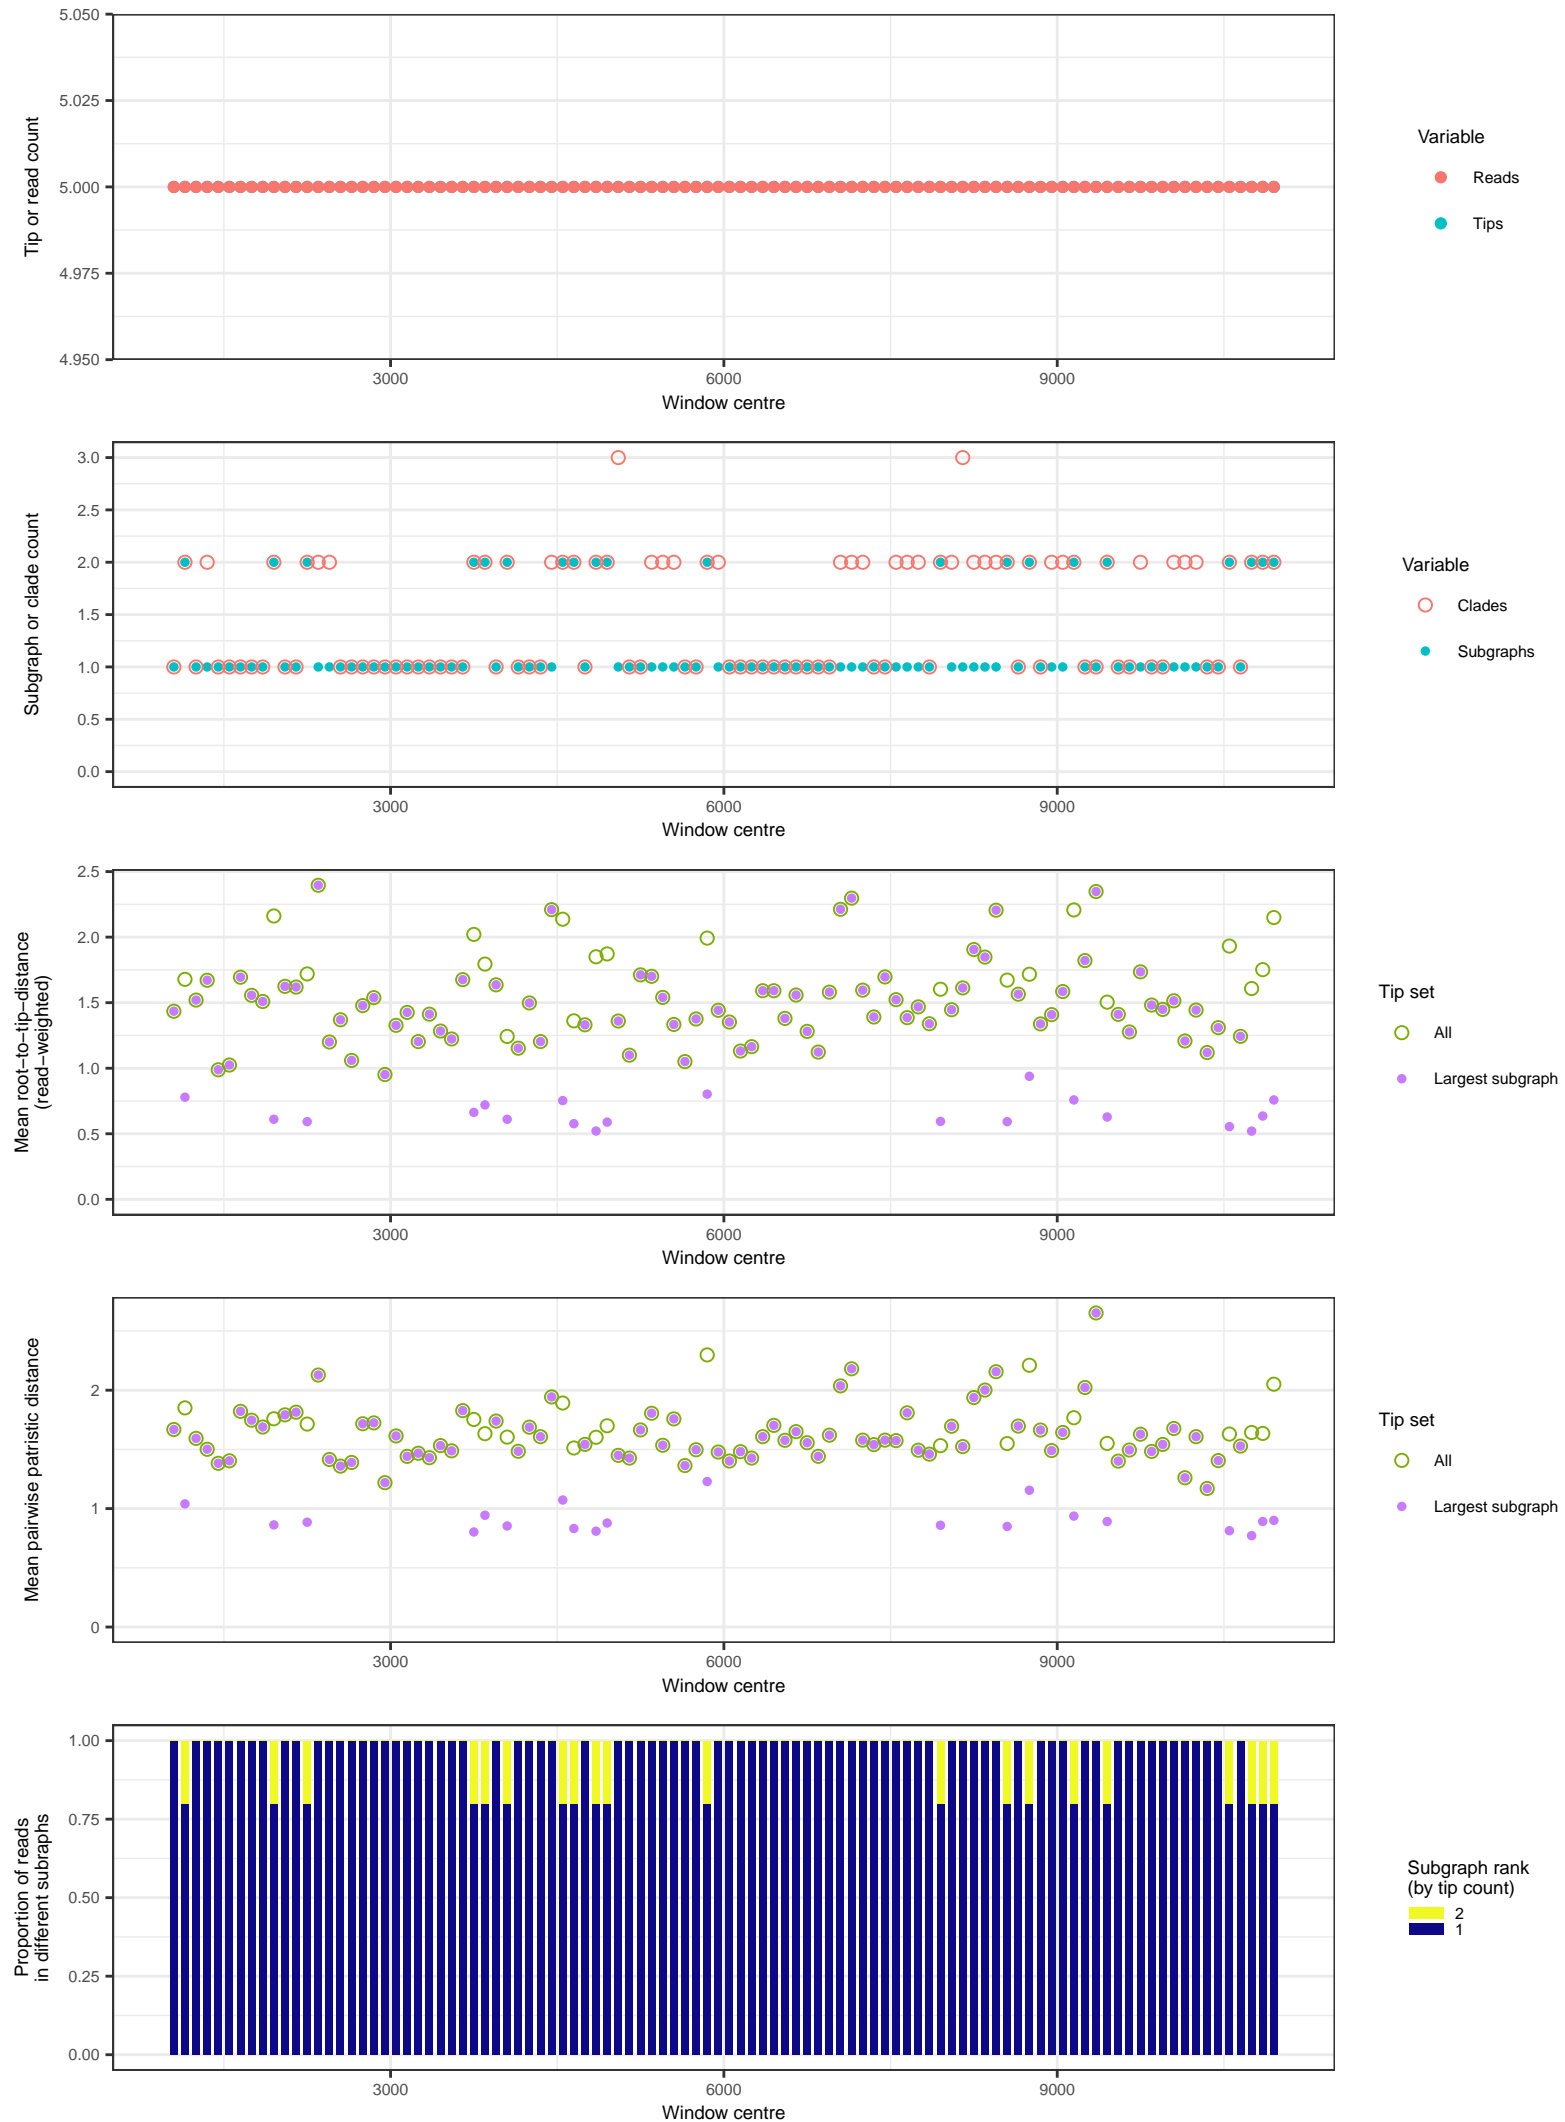 5.050
5.025
5.000
4.975
4.950
Tip or read count
3000 6000 9000
Window centre
Variable
Reads
Tips
3.0
2.5
2.0
1.5
1.0
0.5
0.0
Subgraph or clade count
3000 6000 9000
Window centre
Variable
Clades
Subgraphs
2.5
2.0
1.5
1.0
0.5
0.0
Mean root−to−tip−distance
(read−weighted)
3000 6000 9000
Window centre
Tip set
All
Largest subgraph
2
1
0
Mean pairwise patristic distance
3000 6000 9000
Window centre
Tip set
All
Largest subgraph
1.00
0.75
0.50
0.25
0.00
Proportion of reads
in different subraphs
3000 6000 9000
Window centre
Subgraph rank
(by tip count)
2
1